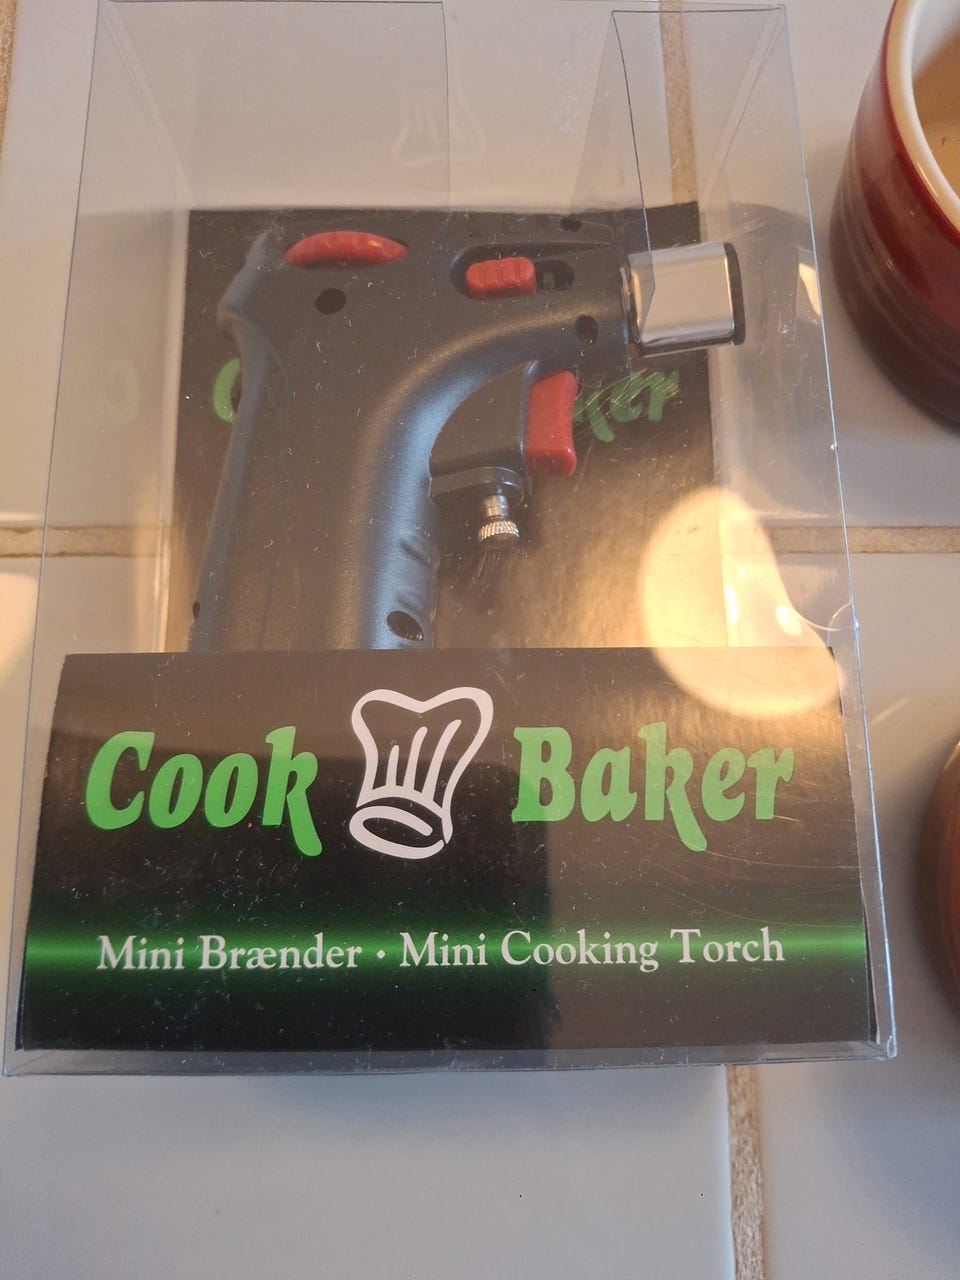 Cook Baker
Mini Brænder · Mini Cooking Torch